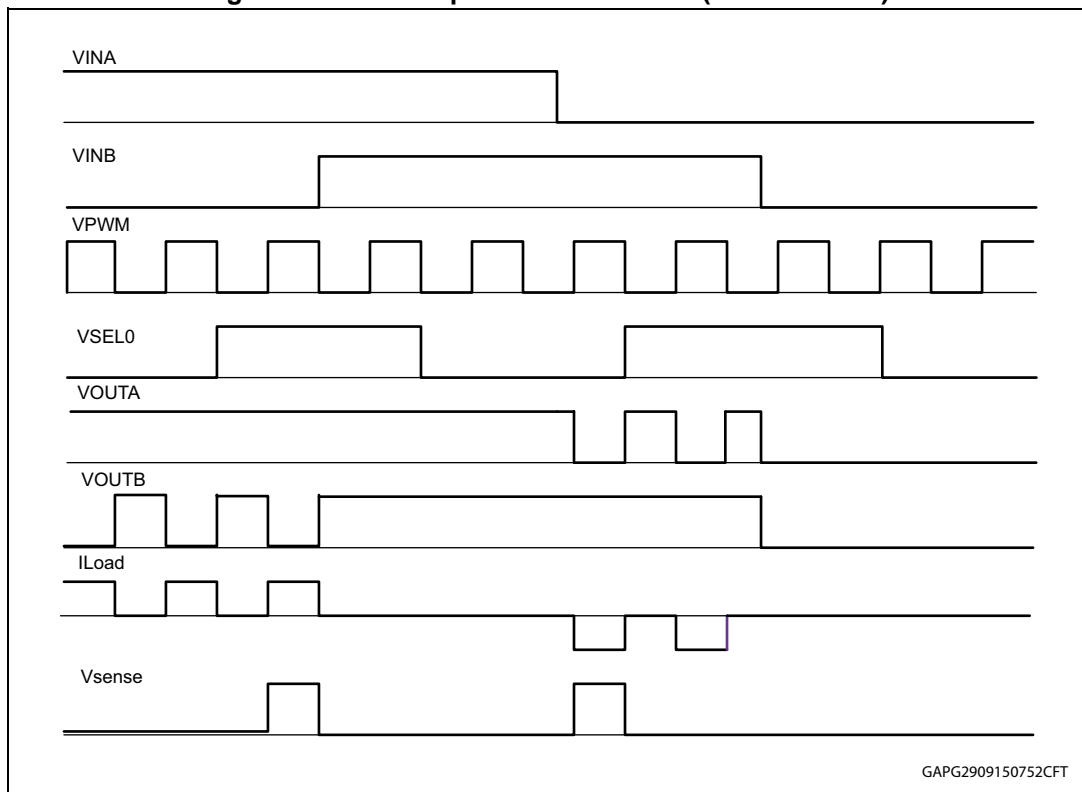 VINA
VINB
VPWM
VSEL0
VOUTA
VOUTB
ILoad
Vsense
GAPG2909150752CFT